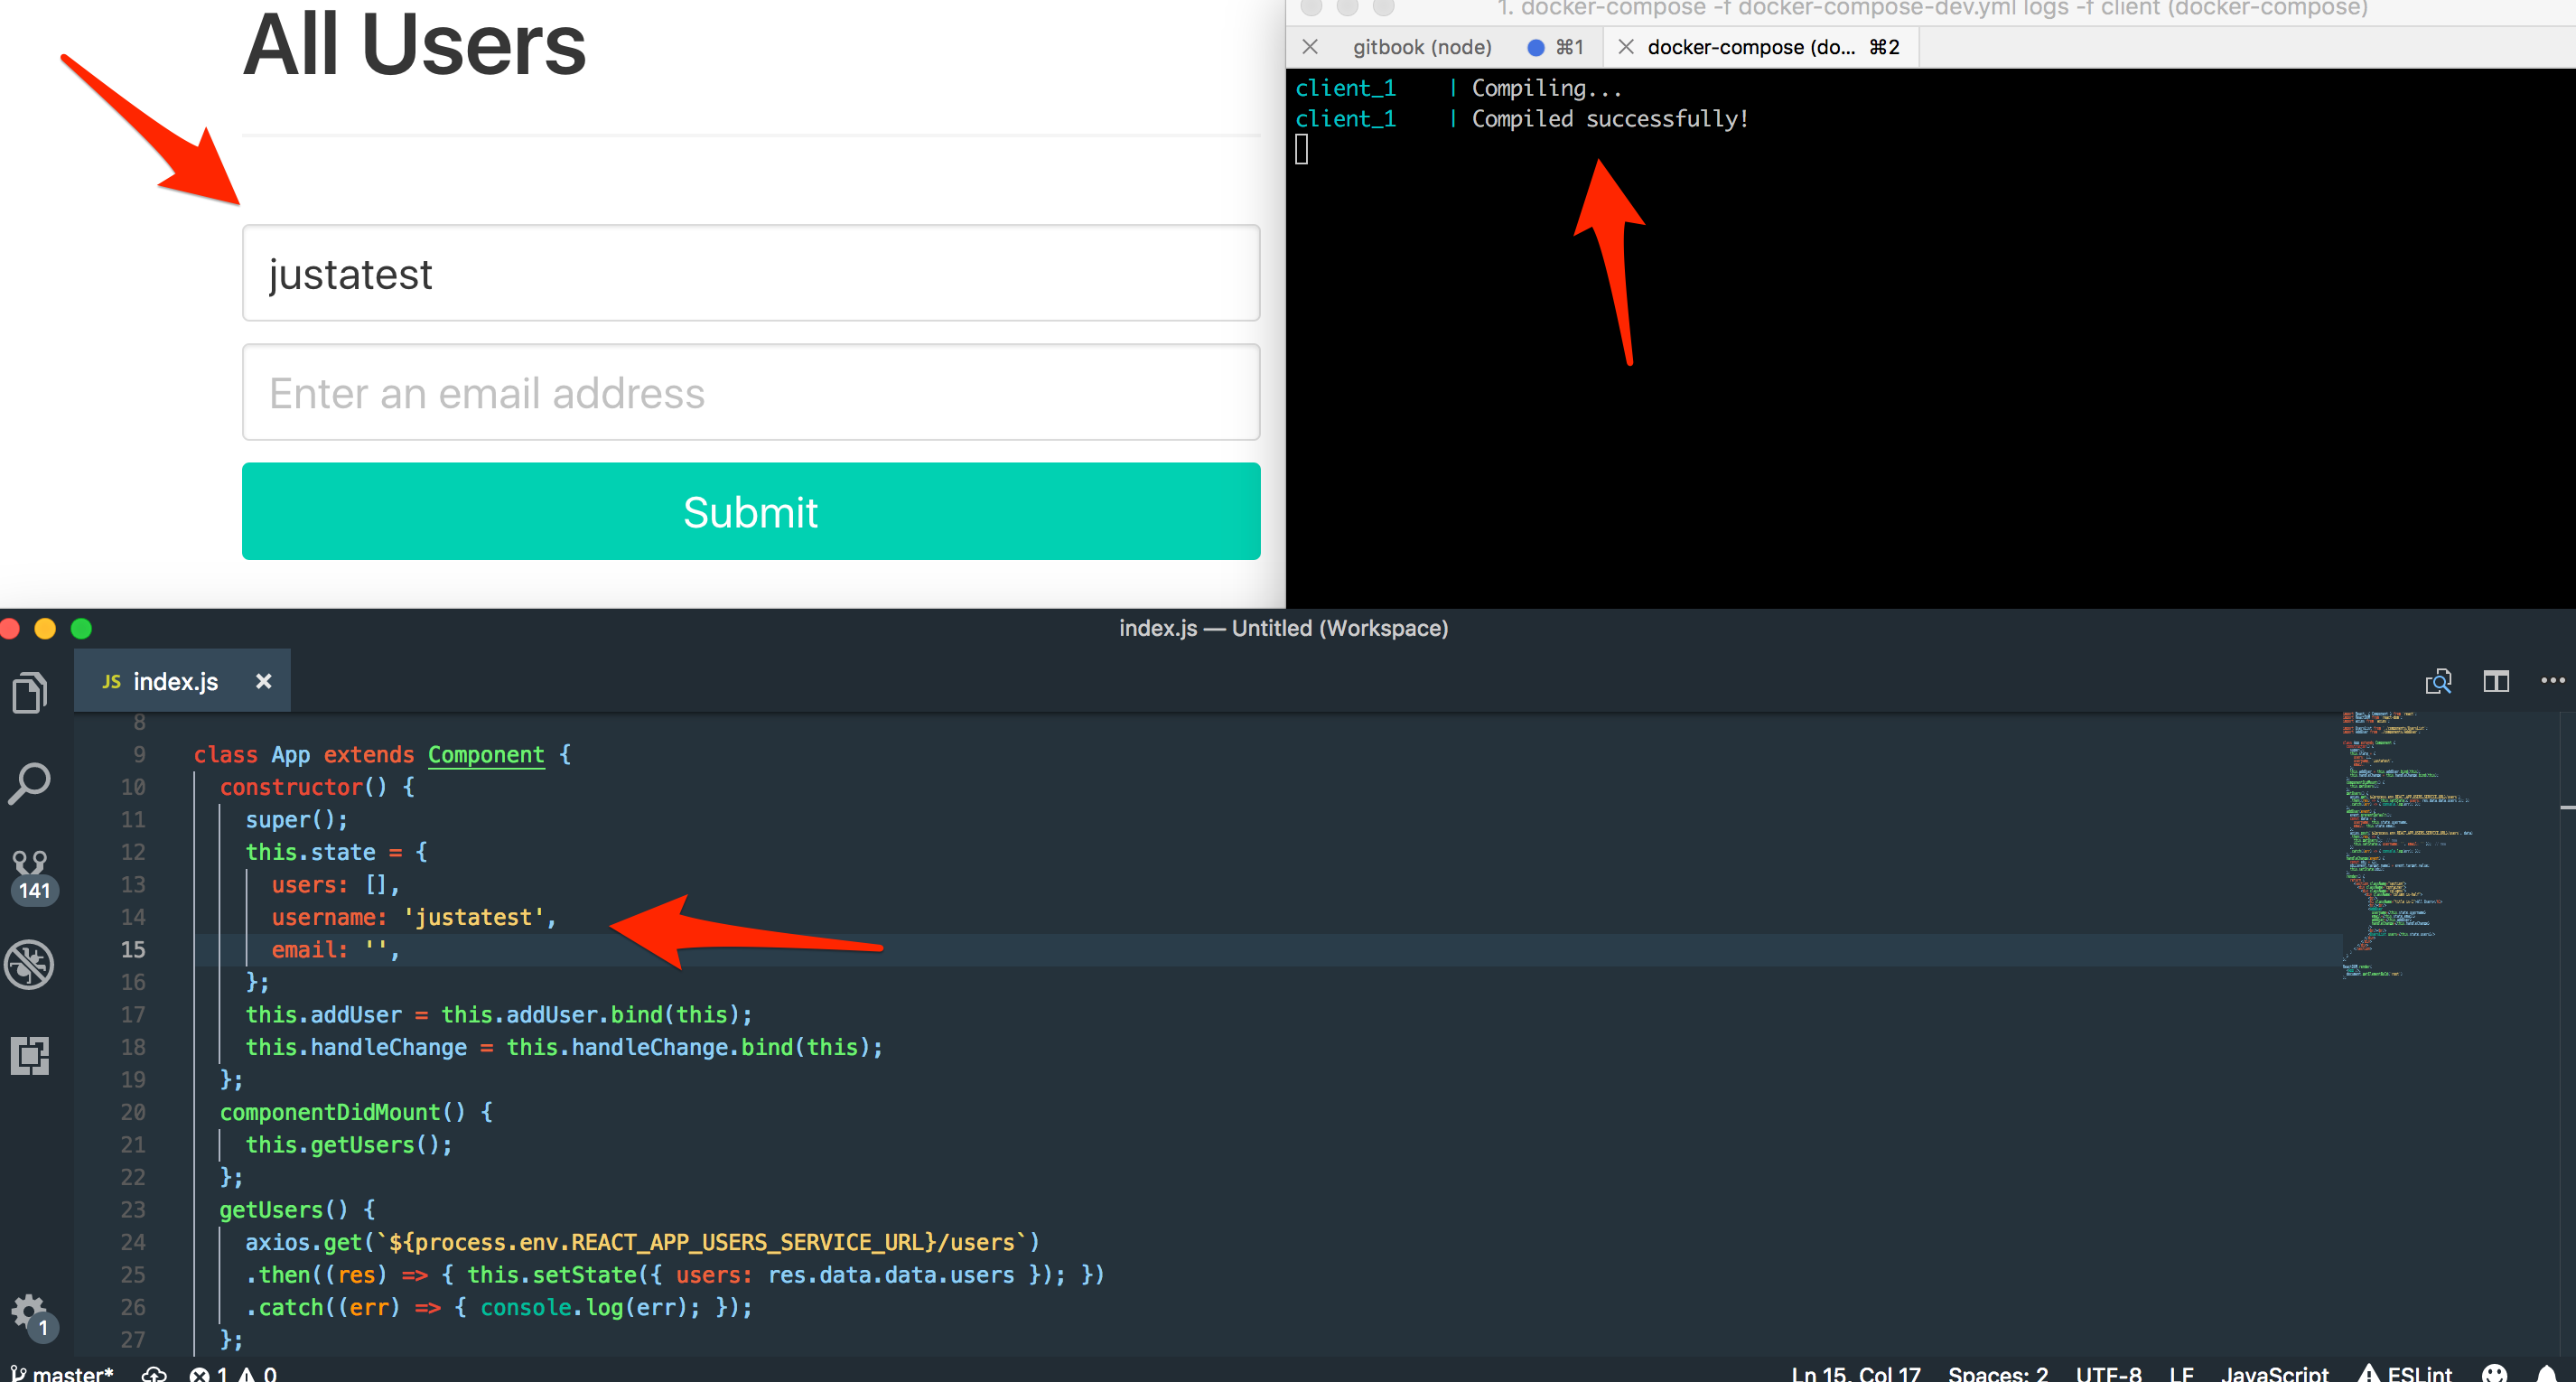 All Users
justatest
Enter an email address
Submit
1. docker-compose -f docker-compose-dev.yml logs -f client (docker-compose)
gitbook (node) ⌘1
docker-compose (do... ⌘2
client_1 | Compiling...
client_1 | Compiled successfully!
index.js — Untitled (Workspace)
JS index.js
8
9 class App extends Component {
10 constructor() {
11 super();
12 this.state = {
13 users: [],
14 username: 'justatest',
15 email: '',
16 };
17 this.addUser = this.addUser.bind(this);
18 this.handleChange = this.handleChange.bind(this);
19 };
20 componentDidMount() {
21 this.getUsers();
22 };
23 getUsers() {
24 axios.get(`${process.env.REACT_APP_USERS_SERVICE_URL}/users`)
25 .then((res) => { this.setState({ users: res.data.data.users }); })
26 .catch((err) => { console.log(err); });
27 };
141
1
master* 1 0
Ln 15, Col 17 Spaces: 2 UTF-8 LF JavaScript ESLint